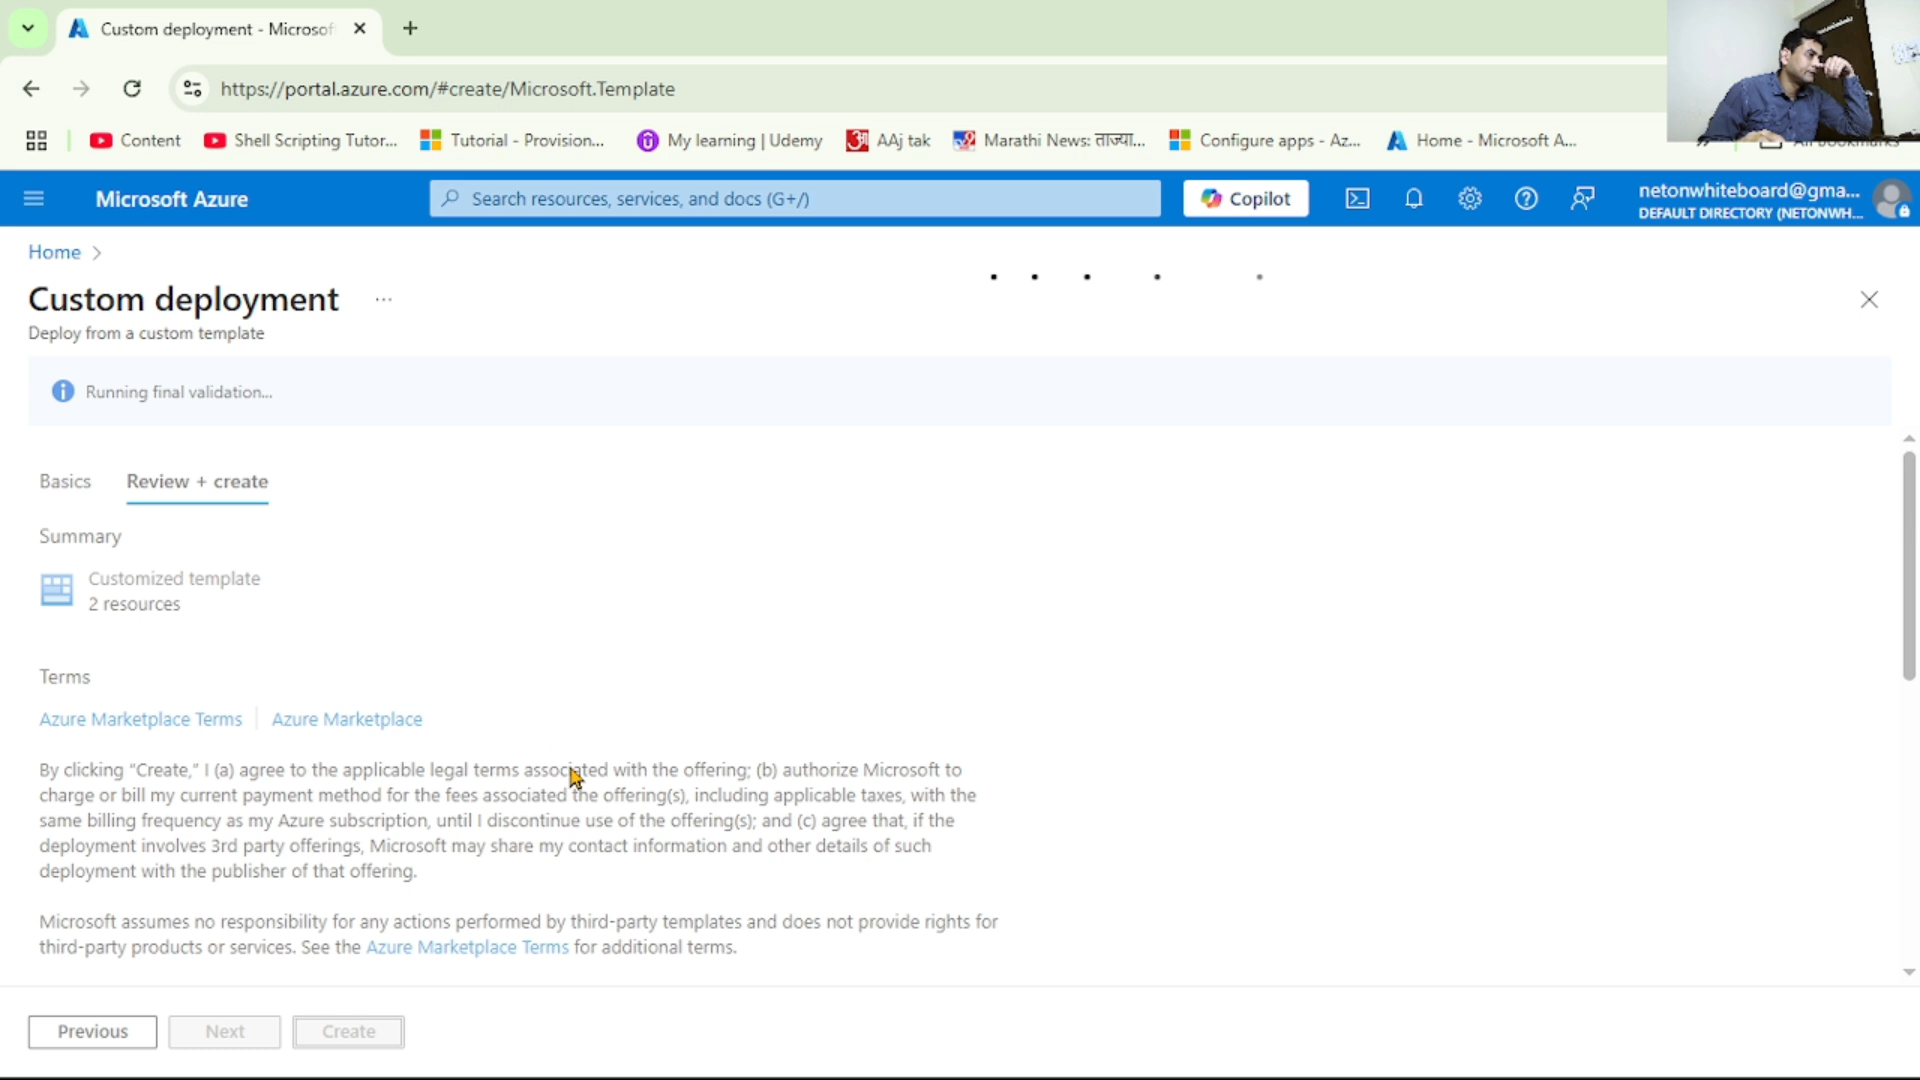 Custom deployment - Microsof
https://portal.azure.com/#create/Microsoft.Template
Content
Shell Scripting Tutor...
Tutorial - Provision...
My learning | Udemy
AAj tak
Marathi News: ताज्या...
Configure apps - Az...
Home - Microsoft A...
All Bookmarks
Microsoft Azure
Search resources, services, and docs (G+/)
Copilot
netonwhiteboard@gma...
DEFAULT DIRECTORY (NETONWH...
Home
Custom deployment
Deploy from a custom template
Running final validation...
Basics
Review + create
Summary
Customized template
2 resources
Terms
Azure Marketplace Terms
Azure Marketplace
By clicking “Create,” I (a) agree to the applicable legal terms associated with the offering; (b) authorize Microsoft to
charge or bill my current payment method for the fees associated the offering(s), including applicable taxes, with the
same billing frequency as my Azure subscription, until I discontinue use of the offering(s); and (c) agree that, if the
deployment involves 3rd party offerings, Microsoft may share my contact information and other details of such
deployment with the publisher of that offering.
Microsoft assumes no responsibility for any actions performed by third-party templates and does not provide rights for
third-party products or services. See the Azure Marketplace Terms for additional terms.
Previous
Next
Create